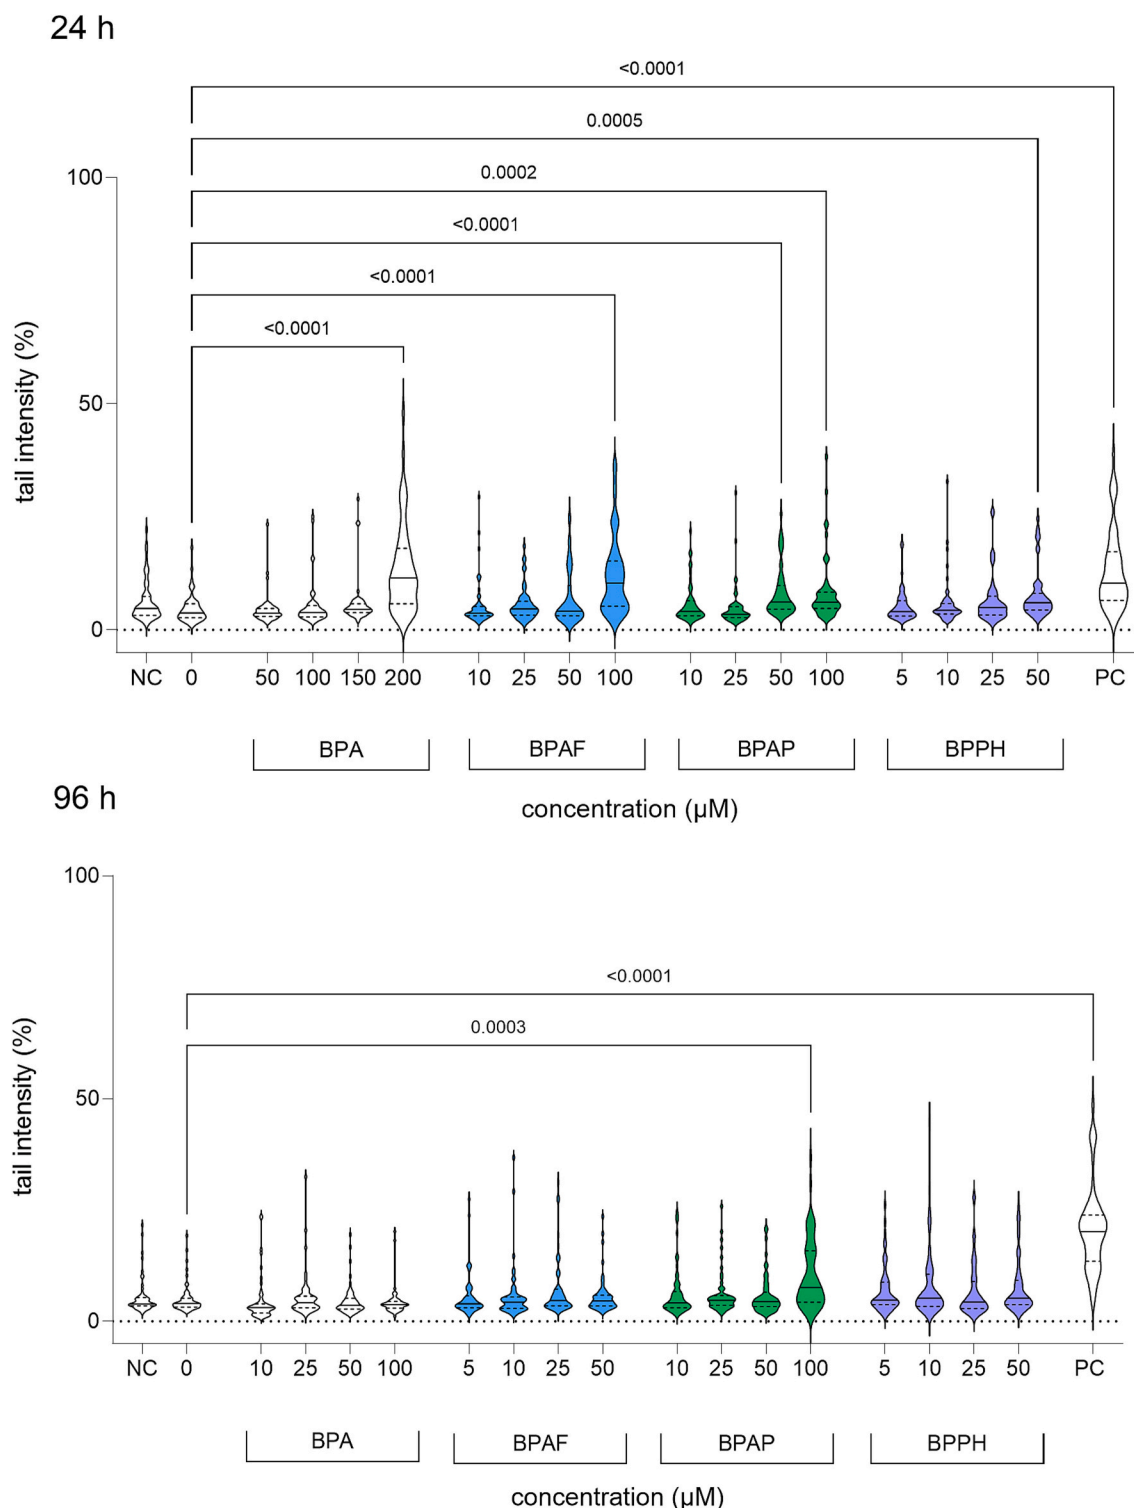 24 h
<0.0001
0.0005
0.0002
<0.0001
<0.0001
<0.0001
100
50
0
tail intensity (%)
NC 0 50 100 150 200 10 25 50 100 10 25 50 100 5 10 25 50 PC
BPA BPAF BPAP BPPH
concentration (µM)
96 h
100
<0.0001
0.0003
50
0
tail intensity (%)
NC 0 10 25 50 100 5 10 25 50 10 25 50 100 5 10 25 50 PC
BPA BPAF BPAP BPPH
concentration (µM)